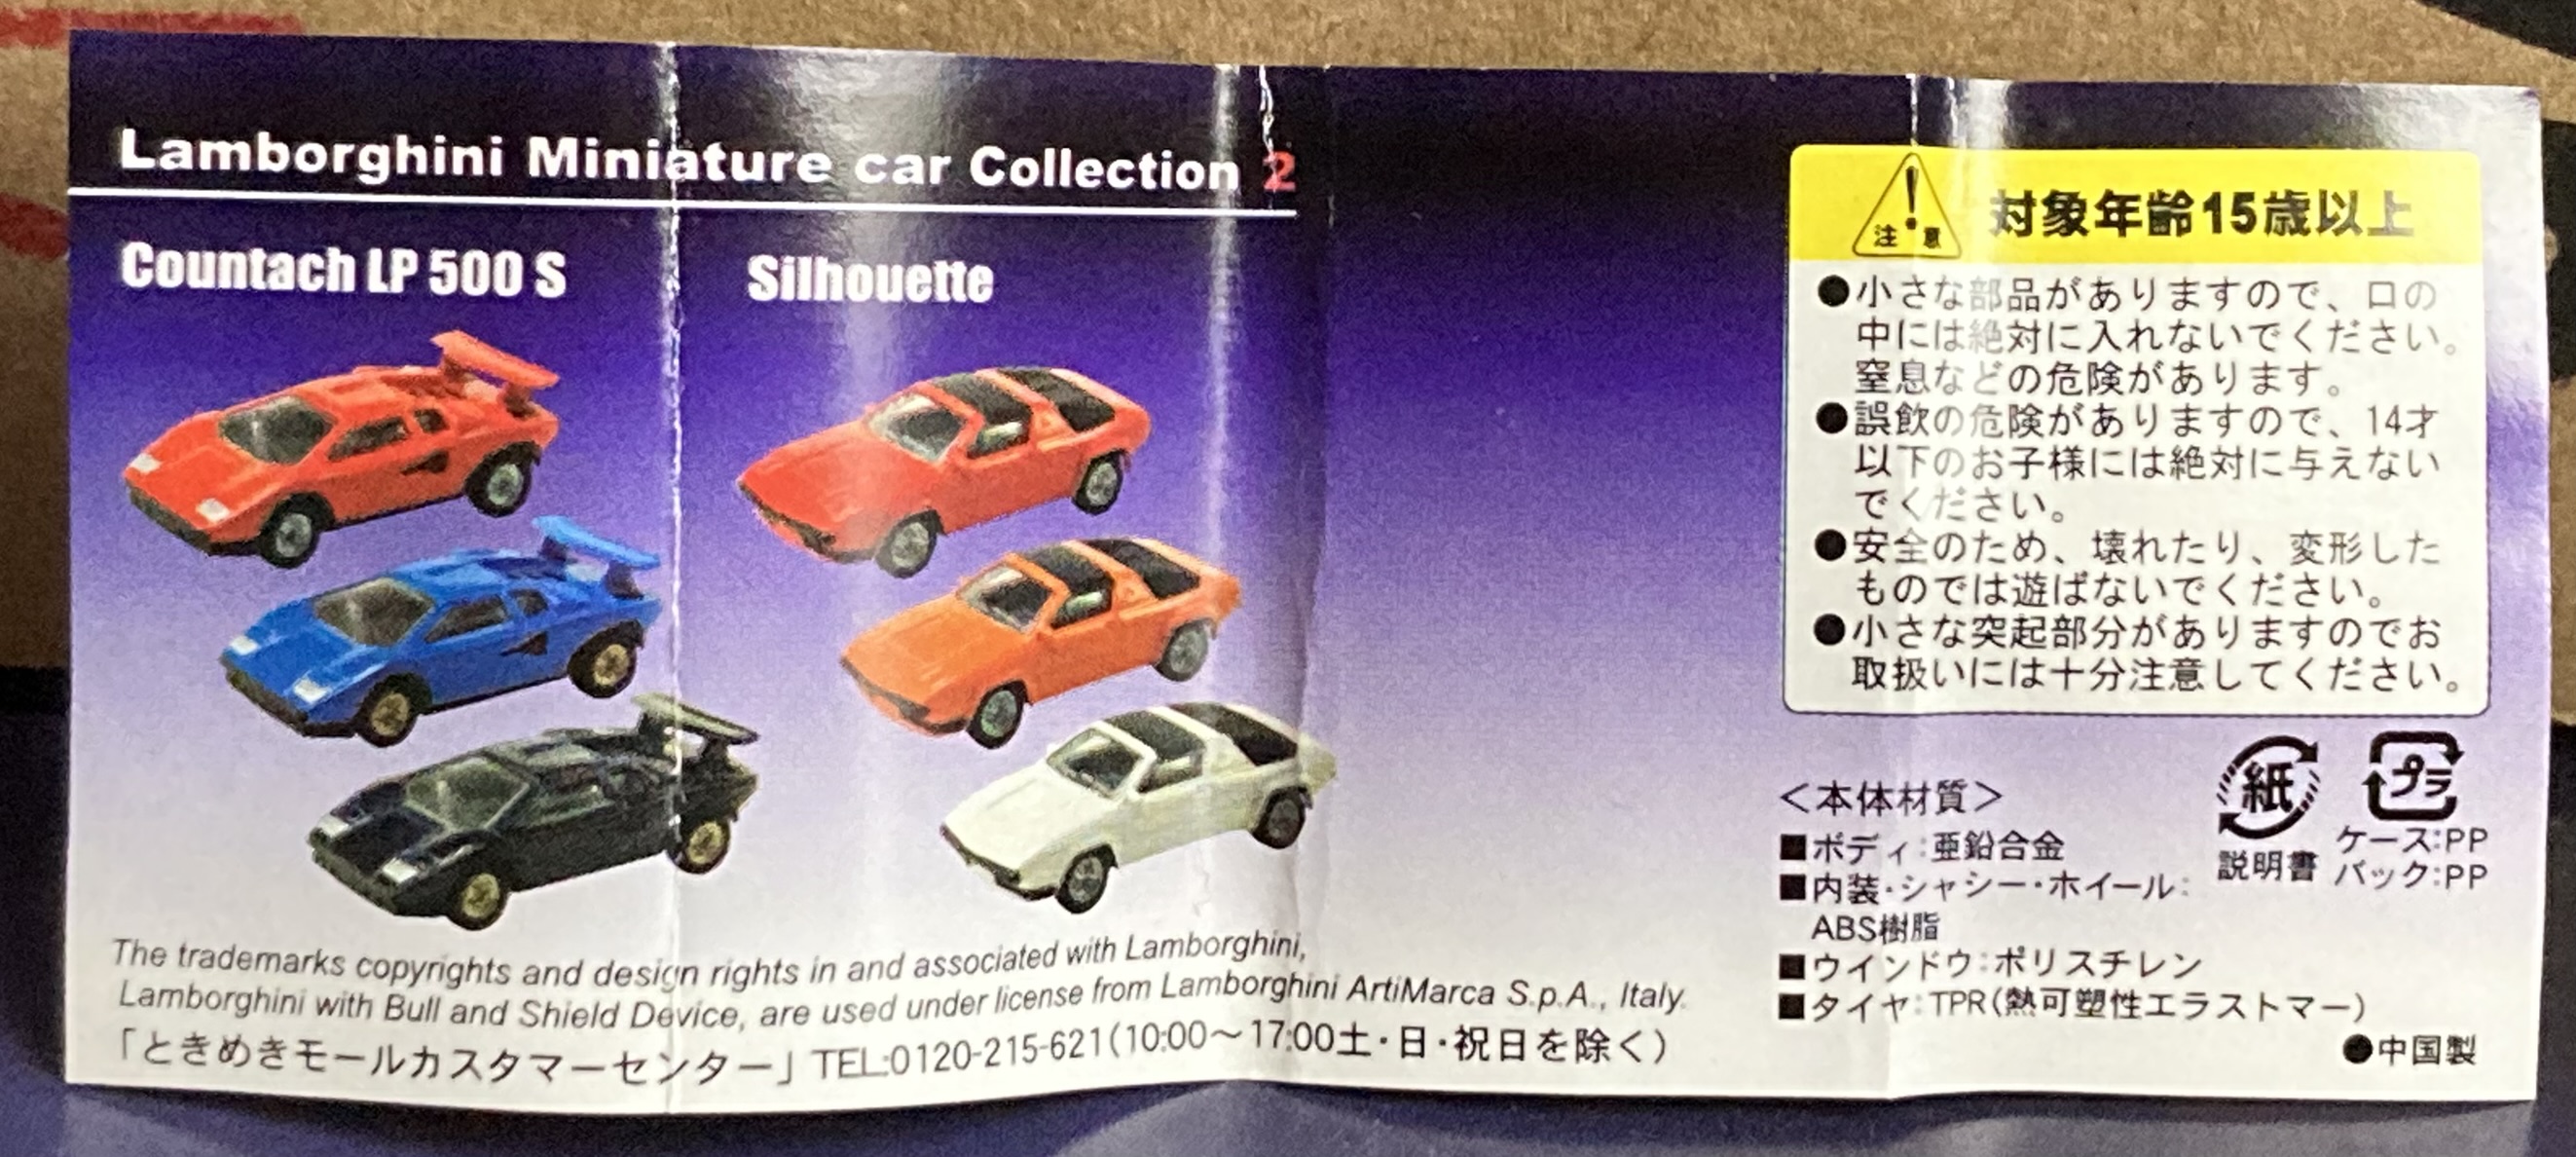 Lamborghini Miniature car Collection 2
Countach LP 500 S
Silhouette
The trademarks copyrights and design rights in and associated with Lamborghini,
Lamborghini with Bull and Shield Device, are used under license from Lamborghini ArtiMarca S.p.A., Italy.
「ときめきモールカスタマーセンター」TEL:0120-215-621(10:00～17:00土・日・祝日を除く)
注意
対象年齢15歳以上
●小さな部品がありますので、口の
中には絶対に入れないでください。
窒息などの危険があります。
●誤飲の危険がありますので、14才
以下のお子様には絶対に与えない
でください。
●安全のため、壊れたり、変形した
ものでは遊ばないでください。
●小さな突起部分がありますのでお
取扱いには十分注意してください。
＜本体材質＞
■ボディ:亜鉛合金
■内装・シャシー・ホイール:
ABS樹脂
■ウインドウ:ポリスチレン
■タイヤ:TPR(熱可塑性エラストマー)
紙
説明書
プラ
ケース:PP
バック:PP
●中国製